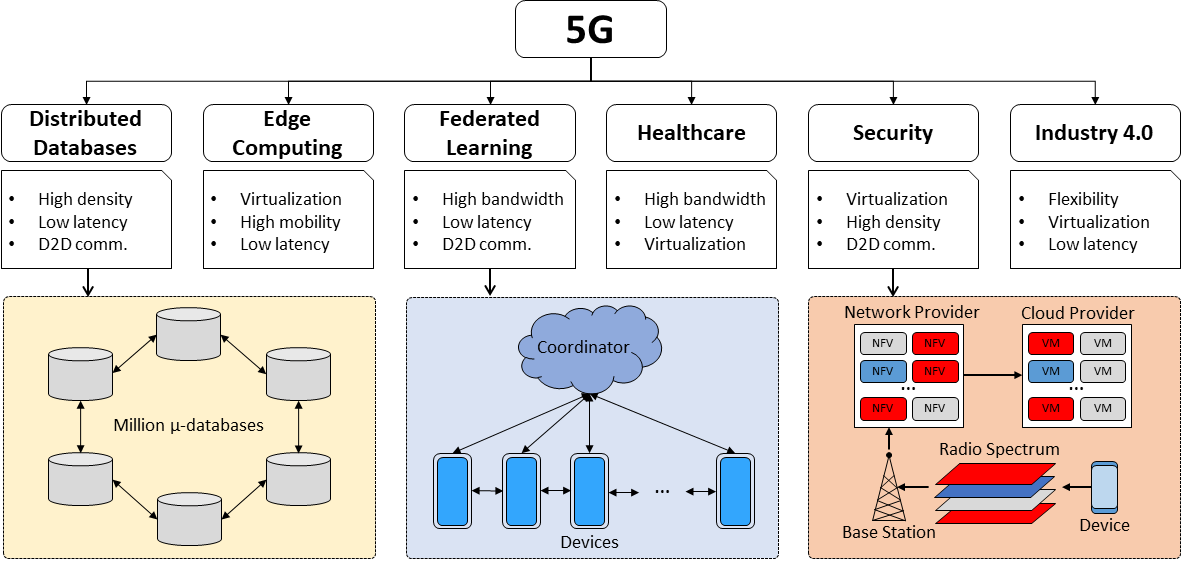 5G
Distributed
Databases
Edge
Computing
Federated
Learning
Healthcare
Security
Industry 4.0
• High density
• Low latency
• D2D comm.
• Virtualization
• High mobility
• Low latency
• High bandwidth
• Low latency
• D2D comm.
• High bandwidth
• Low latency
• Virtualization
• Virtualization
• High density
• D2D comm.
• Flexibility
• Virtualization
• Low latency
Million µ-databases
Coordinator
...
Devices
Network Provider
Cloud Provider
NFV NFV
NFV NFV
...
NFV NFV
VM VM
VM VM
...
VM VM
Radio Spectrum
Base Station
Device